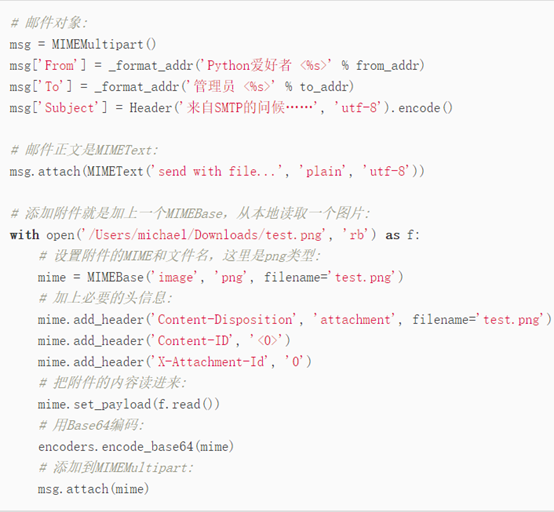 # 邮件对象:
msg = MIMEMultipart()
msg['From'] = _format_addr('Python爱好者 <%s>' % from_addr)
msg['To'] = _format_addr('管理员 <%s>' % to_addr)
msg['Subject'] = Header('来自SMTP的问候……', 'utf-8').encode()
# 邮件正文是MIMEText:
msg.attach(MIMEText('send with file...', 'plain', 'utf-8'))
# 添加附件就是加上一个MIMEBase，从本地读取一个图片:
with open('/Users/michael/Downloads/test.png', 'rb') as f:
# 设置附件的MIME和文件名，这里是png类型:
mime = MIMEBase('image', 'png', filename='test.png')
# 加上必要的头信息:
mime.add_header('Content-Disposition', 'attachment', filename='test.png')
mime.add_header('Content-ID', '<0>')
mime.add_header('X-Attachment-Id', '0')
# 把附件的内容读进来:
mime.set_payload(f.read())
# 用Base64编码:
encoders.encode_base64(mime)
# 添加到MIMEMultipart:
msg.attach(mime)